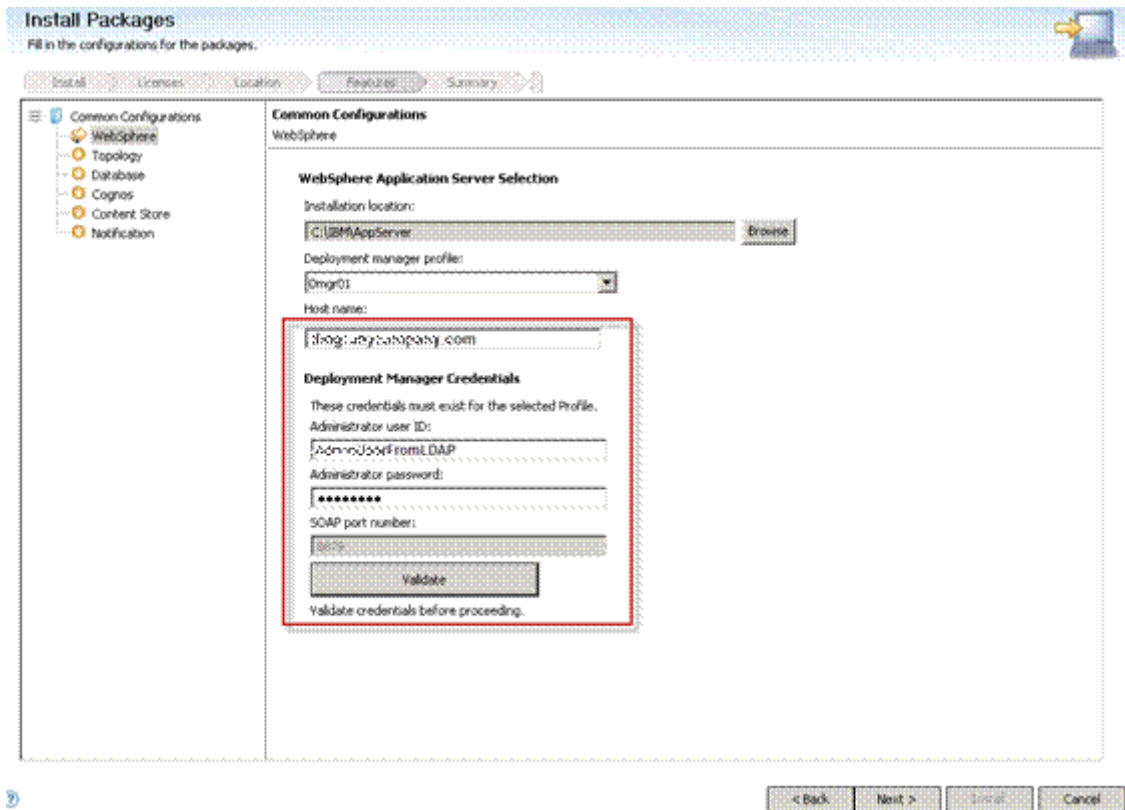 Install Packages
Fill in the configurations for the packages.
Install Licenses Location Features Summary
Common Configurations
WebSphere
Topology
Database
Cognos
Content Store
Notification
Common Configurations
WebSphere
WebSphere Application Server Selection
Installation location:
C:\IBM\AppServer
Browse
Deployment manager profile:
Dmgr01
Host name:
Deployment Manager Credentials
These credentials must exist for the selected Profile.
Administrator user ID:
AdminUserFromLDAP
Administrator password:
••••••••
SOAP port number:
Validate
Validate credentials before proceeding.
< Back Next > Install Cancel